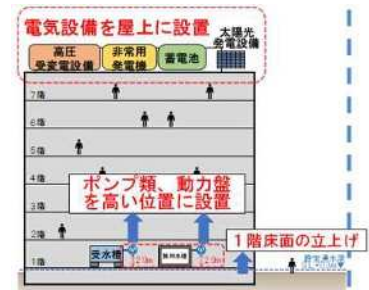 電気設備を屋上に設置
太陽光
発電設備
高圧
受変電設備
非常用
発電機
蓄電池
7階
6階
5階
4階
3階
2階
1階
ポンプ類、動力盤
を高い位置に設置
1階床面の立上げ
受水槽